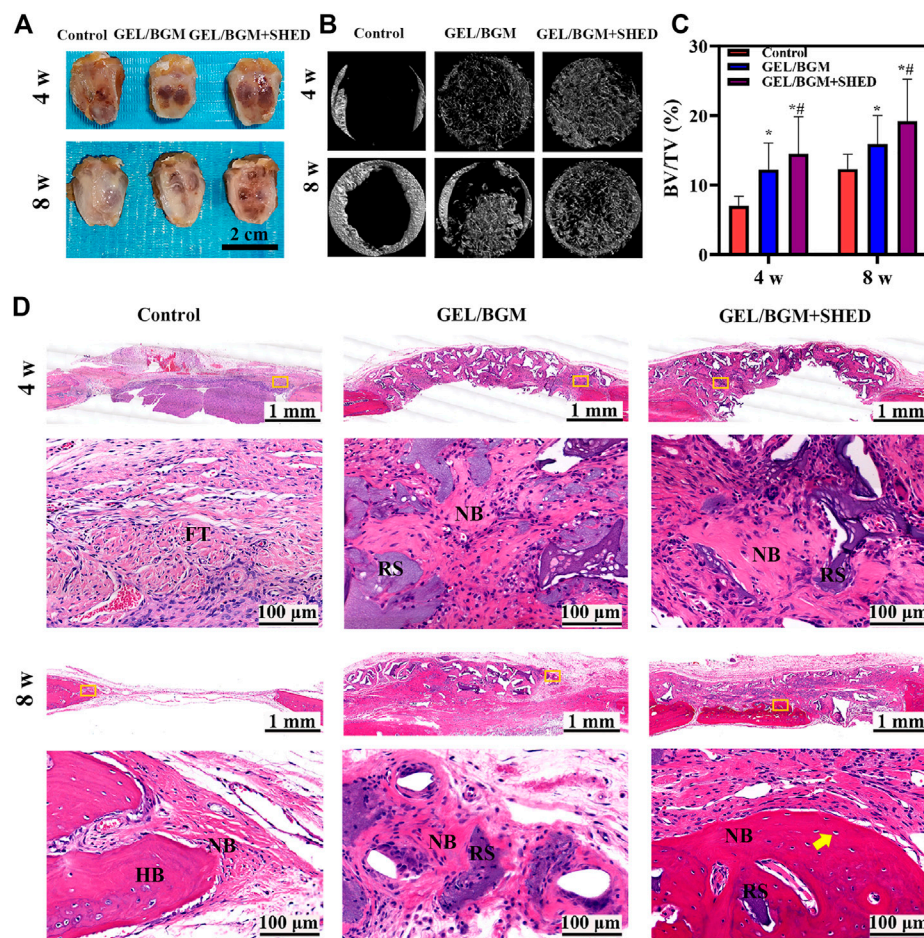 A
Control GEL/BGM GEL/BGM+SHED
4 w
8 w
2 cm
B
Control GEL/BGM GEL/BGM+SHED
4 w
8 w
C
BV/TV (%)
30
20
10
0
Control
GEL/BGM
GEL/BGM+SHED
* *# * *#
4 w 8 w
D
Control GEL/BGM GEL/BGM+SHED
4 w
1 mm 1 mm 1 mm
FT
NB
RS
NB
RS
100 µm 100 µm 100 µm
8 w
1 mm 1 mm 1 mm
NB
HB
NB
RS
NB
RS
100 µm 100 µm 100 µm